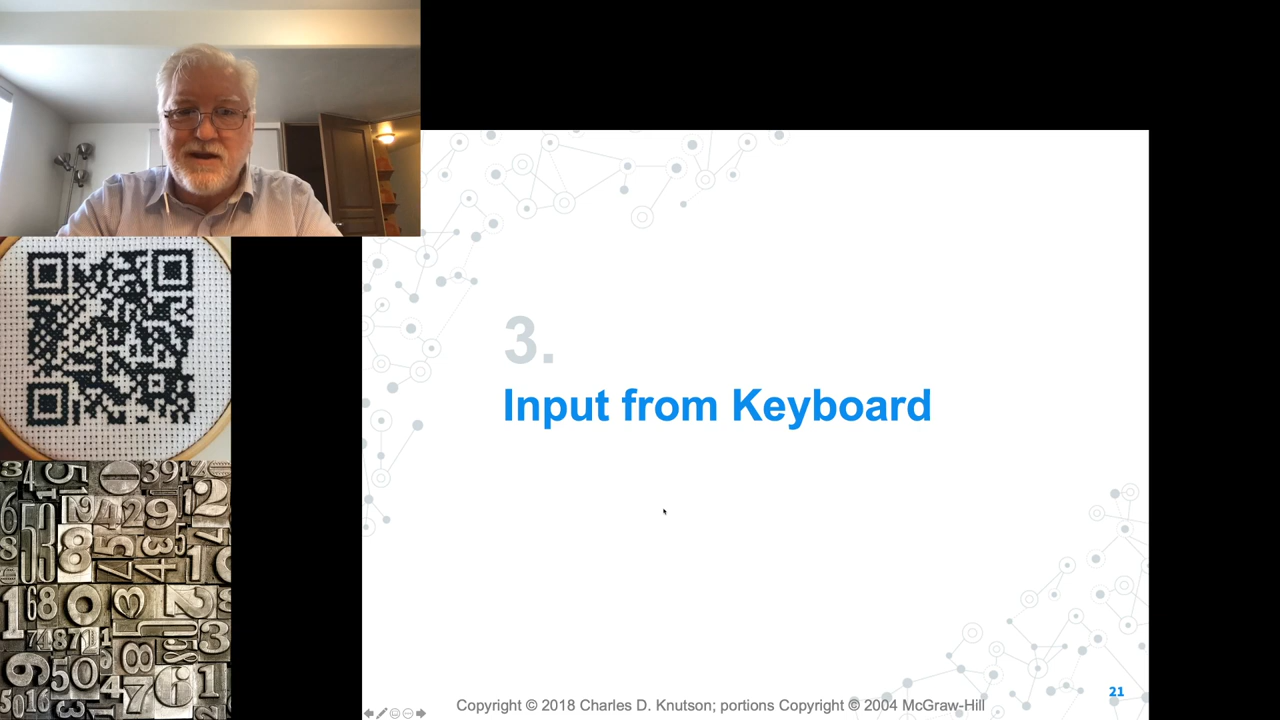 3.
Input from Keyboard
21
Copyright © 2018 Charles D. Knutson; portions Copyright © 2004 McGraw-Hill